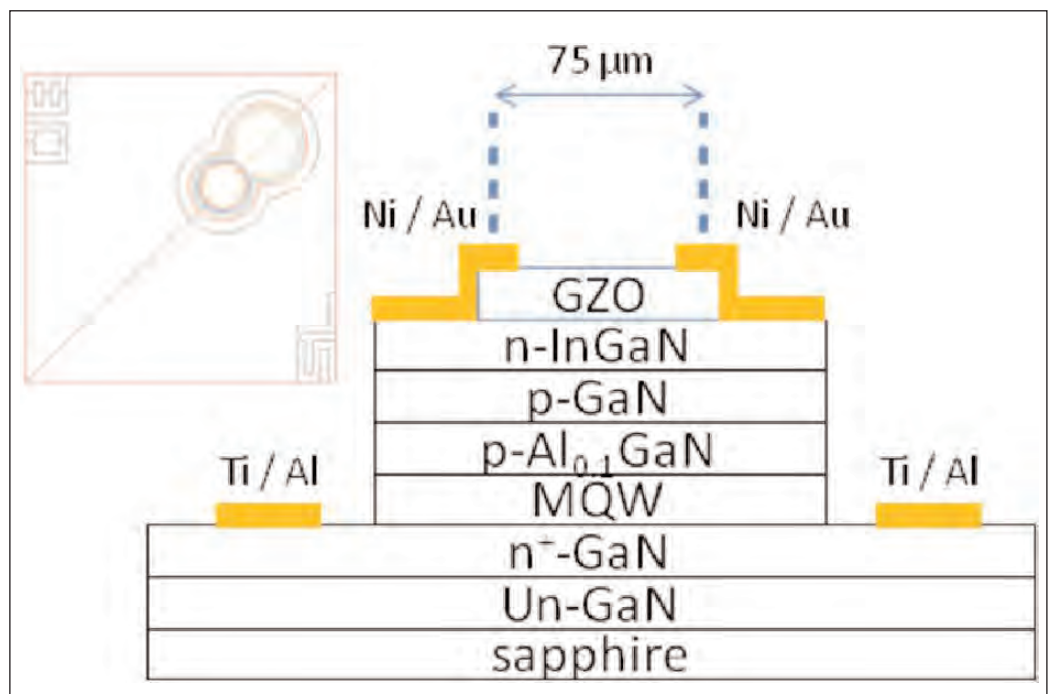 75 μm
Ni / Au
Ni / Au
GZO
n-InGaN
p-GaN
p-Al₀.₁GaN
Ti / Al
Ti / Al
MQW
n⁺-GaN
Un-GaN
sapphire